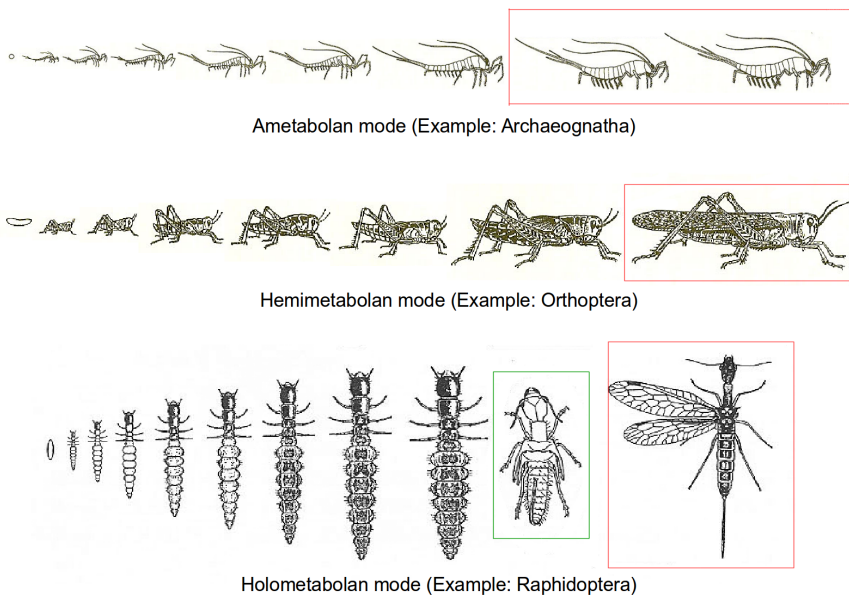 Ametabolan mode (Example: Archaeognatha)
Hemimetabolan mode (Example: Orthoptera)
Holometabolan mode (Example: Raphidoptera)